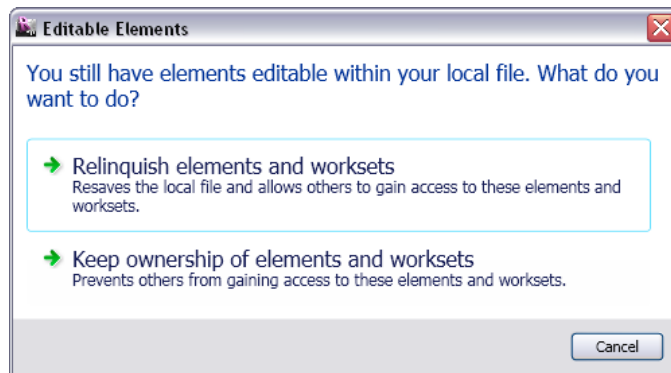 Editable Elements
You still have elements editable within your local file. What do you
want to do?
Relinquish elements and worksets
Resaves the local file and allows others to gain access to these elements and
worksets.
Keep ownership of elements and worksets
Prevents others from gaining access to these elements and worksets.
Cancel